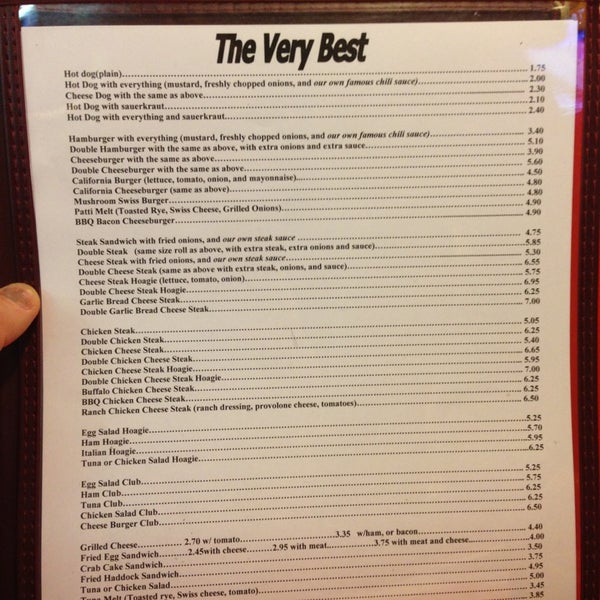 The Very Best
Hot dog(plain)........1.75
Hot Dog with everything (mustard, freshly chopped onions, and our own famous chili sauce)........2.00
Cheese Dog with the same as above........2.30
Hot Dog with sauerkraut........2.10
Hot Dog with everything and sauerkraut........2.40
Hamburger with everything (mustard, freshly chopped onions, and our own famous chili sauce)........3.40
Double Hamburger with the same as above, with extra onions and extra sauce........5.10
Cheeseburger with the same as above........3.90
Double Cheeseburger with the same as above........5.60
California Burger (lettuce, tomato, onion, and mayonnaise)........4.50
California Cheeseburger (same as above)........4.80
Mushroom Swiss Burger........4.80
Patti Melt (Toasted Rye, Swiss Cheese, Grilled Onions)........4.90
BBQ Bacon Cheeseburger........4.90
Steak Sandwich with fried onions, and our own steak sauce ........4.75
Double Steak (same size roll as above, with extra steak, extra onions and sauce)........5.85
Cheese Steak with fried onions, and our own steak sauce........5.30
Double Cheese Steak (same as above with extra steak, onions, and sauce)........6.55
Cheese Steak Hoagie (lettuce, tomato, onion)........5.75
Double Cheese Steak Hoagie........6.95
Garlic Bread Cheese Steak........6.25
Double Garlic Bread Cheese Steak........7.00
Chicken Steak........5.05
Double Chicken Steak........6.25
Chicken Cheese Steak........5.40
Double Chicken Cheese Steak........6.65
Chicken Cheese Steak Hoagie........5.95
Double Chicken Cheese Steak Hoagie........7.00
Buffalo Chicken Cheese Steak........6.25
BBQ Chicken Cheese Steak........6.25
Ranch Chicken Cheese Steak (ranch dressing, provolone cheese, tomatoes)........6.50
Egg Salad Hoagie........5.25
Ham Hoagie........5.70
Italian Hoagie........5.95
Tuna or Chicken Salad Hoagie........6.25
Egg Salad Club........5.25
Ham Club........5.75
Tuna Club........6.25
Chicken Salad Club........6.25
Cheese Burger Club........6.50
Grilled Cheese........ 2.70 w/ tomato........3.35 w/ham, or bacon........4.40
Fried Egg Sandwich........2.45with cheese........2.95 with meat........3.75 with meat and cheese........4.00
Crab Cake Sandwich........3.50
Fried Haddock Sandwich........3.75
Tuna or Chicken Salad........4.95
Tuna Melt (Toasted rye, Swiss cheese, tomato)........5.00
3.45
3.85